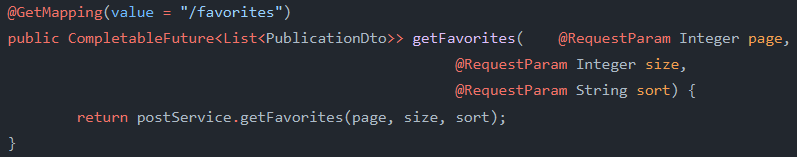 @GetMapping(value = "/favorites")
public CompletableFuture<List<PublicationDto>> getFavorites(    @RequestParam Integer page,
@RequestParam Integer size,
@RequestParam String sort) {
return postService.getFavorites(page, size, sort);
}